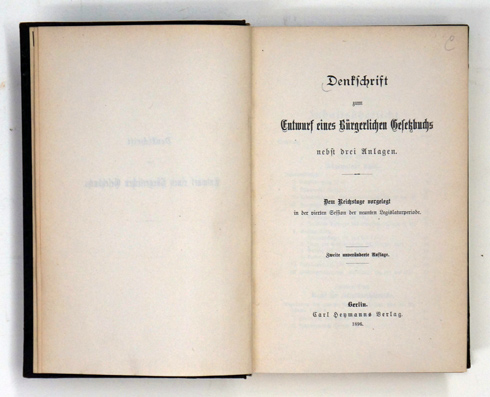 Denkschrift
zum
Entwurf eines Bürgerlichen Gesetzbuchs
nebst drei Anlagen.
Dem Reichstage vorgelegt
in der vierten Session der neunten Legislaturperiode.
Zweite unveränderte Auflage.
Berlin.
Carl Heymanns Verlag.
1896.